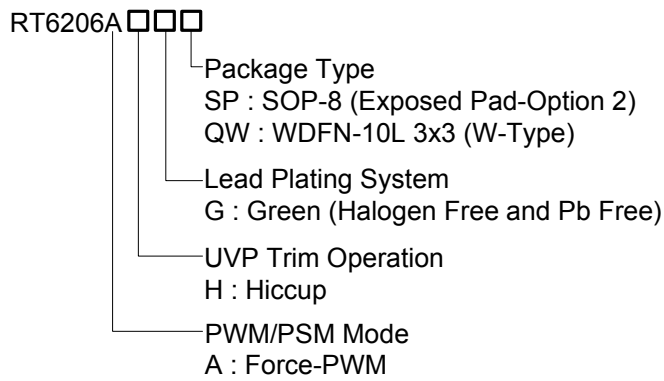 RT6206A
Package Type
SP : SOP-8 (Exposed Pad-Option 2)
QW : WDFN-10L 3x3 (W-Type)
Lead Plating System
G : Green (Halogen Free and Pb Free)
UVP Trim Operation
H : Hiccup
PWM/PSM Mode
A : Force-PWM